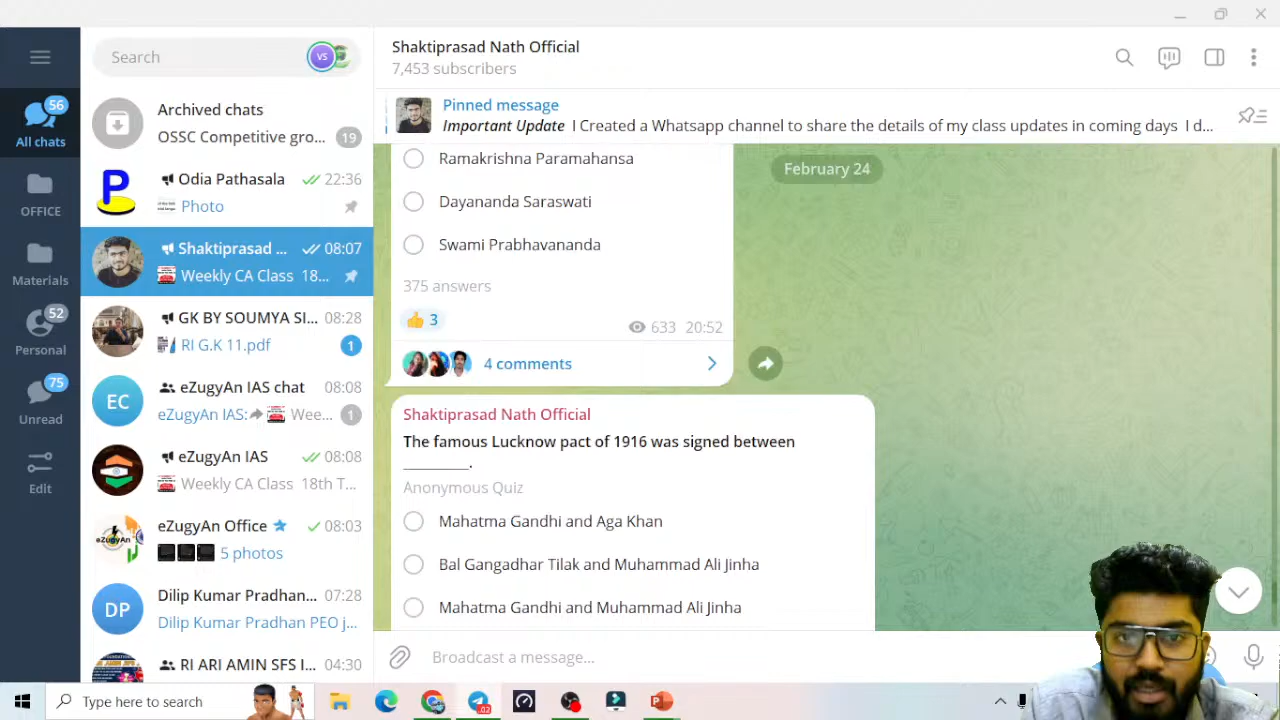 Search
VS
Shaktiprasad Nath Official
7,453 subscribers
Pinned message
Important Update I Created a Whatsapp channel to share the details of my class updates in coming days I d...
56
All chats
OFFICE
Materials
52
Personal
75
Unread
Edit
Archived chats
OSSC Competitive gro... 19
Odia Pathasala 22:36
Photo
Shaktiprasad ... 08:07
Weekly CA Class 18...
GK BY SOUMYA SI... 08:28
RI G.K 11.pdf 1
EC
eZugyAn IAS chat 08:08
eZugyAn IAS: Wee... 1
eZugyAn IAS 08:08
Weekly CA Class 18th T...
eZugyAn
eZugyAn Office 08:03
5 photos
DP
Dilip Kumar Pradhan... 07:28
Dilip Kumar Pradhan PEO j...
RI ARI AMIN SFS I... 04:30
Ramakrishna Paramahansa
February 24
Dayananda Saraswati
Swami Prabhavananda
375 answers
3
633 20:52
4 comments
Shaktiprasad Nath Official
The famous Lucknow pact of 1916 was signed between
________.
Anonymous Quiz
Mahatma Gandhi and Aga Khan
Bal Gangadhar Tilak and Muhammad Ali Jinha
Mahatma Gandhi and Muhammad Ali Jinha
Broadcast a message...
Type here to search